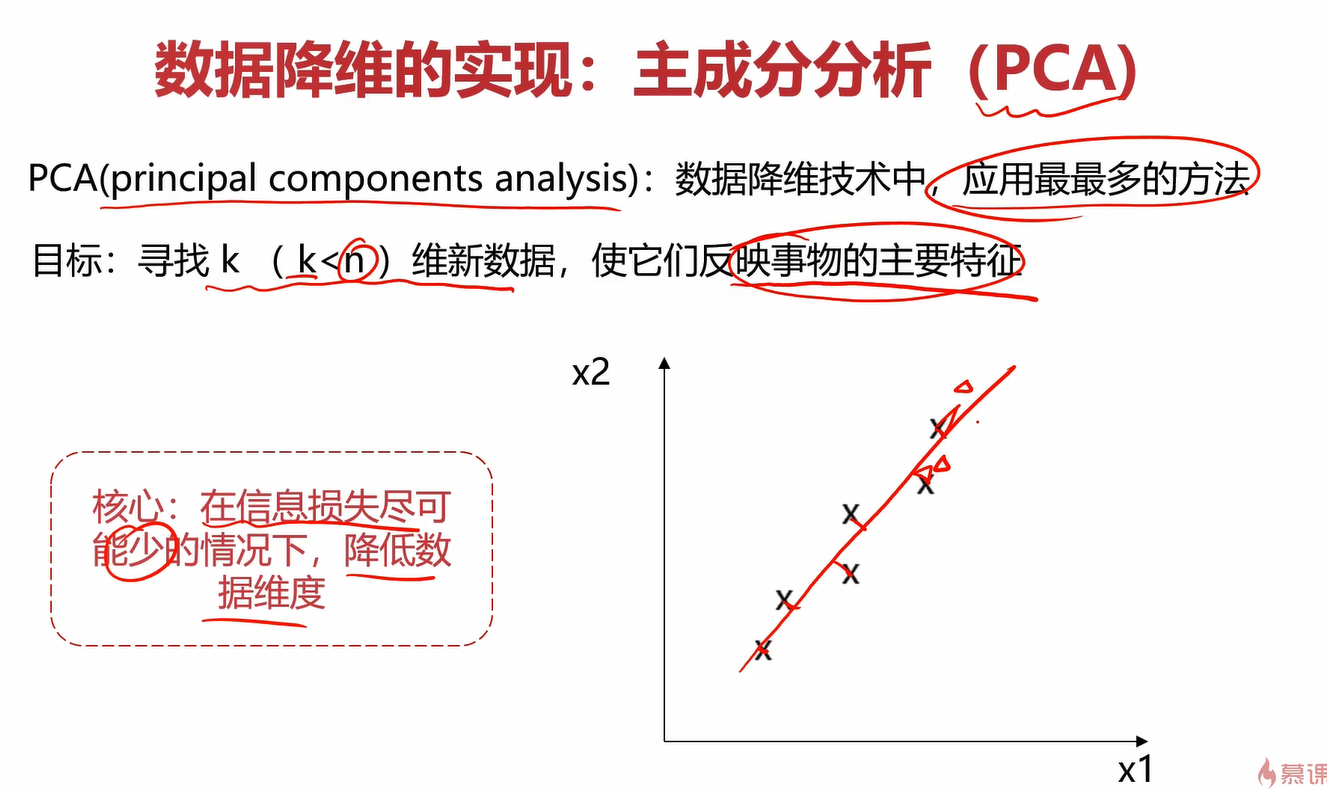 数据降维的实现：主成分分析（PCA)
PCA(principal components analysis)：数据降维技术中，应用最最多的方法
目标：寻找 k （ k<n ）维新数据，使它们反映事物的主要特征
x2
核心：在信息损失尽可
能少的情况下，降低数
据维度
x
x
x
x
x
x
x1
慕课